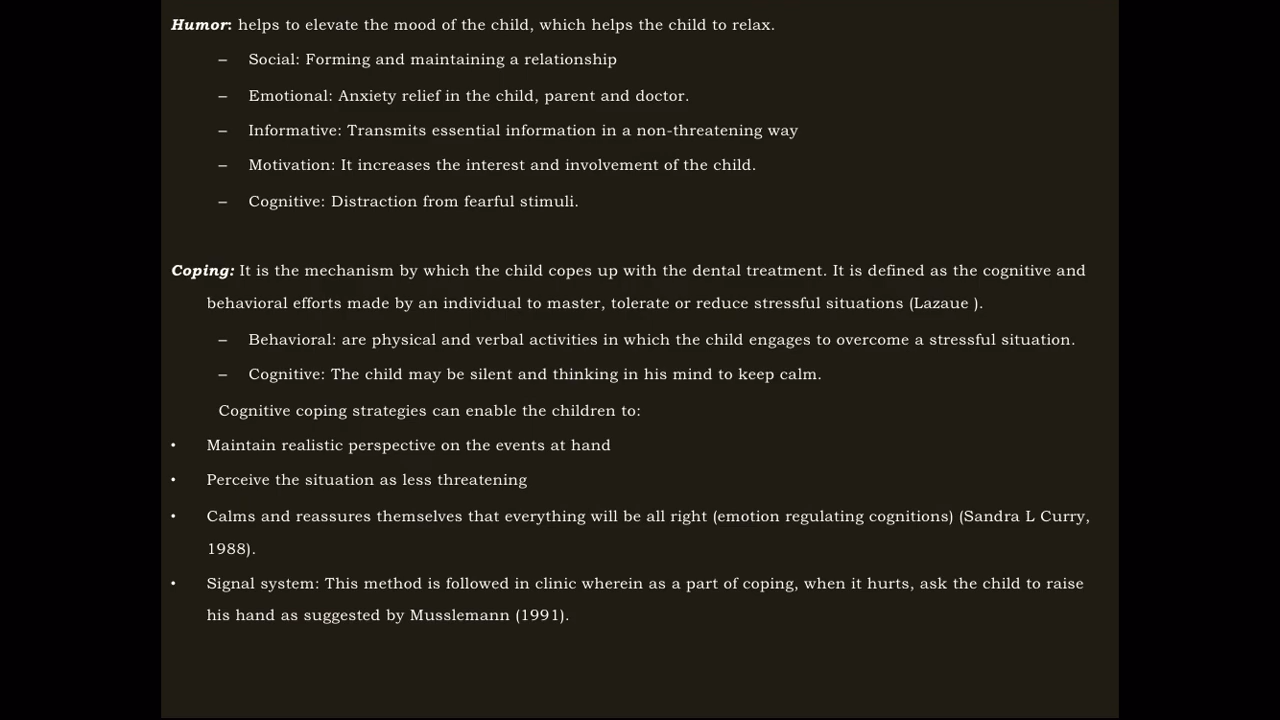 Humor: helps to elevate the mood of the child, which helps the child to relax.
– Social: Forming and maintaining a relationship
– Emotional: Anxiety relief in the child, parent and doctor.
– Informative: Transmits essential information in a non-threatening way
– Motivation: It increases the interest and involvement of the child.
– Cognitive: Distraction from fearful stimuli.
Coping: It is the mechanism by which the child copes up with the dental treatment. It is defined as the cognitive and
behavioral efforts made by an individual to master, tolerate or reduce stressful situations (Lazaue ).
– Behavioral: are physical and verbal activities in which the child engages to overcome a stressful situation.
– Cognitive: The child may be silent and thinking in his mind to keep calm.
Cognitive coping strategies can enable the children to:
• Maintain realistic perspective on the events at hand
• Perceive the situation as less threatening
• Calms and reassures themselves that everything will be all right (emotion regulating cognitions) (Sandra L Curry,
1988).
• Signal system: This method is followed in clinic wherein as a part of coping, when it hurts, ask the child to raise
his hand as suggested by Musslemann (1991).